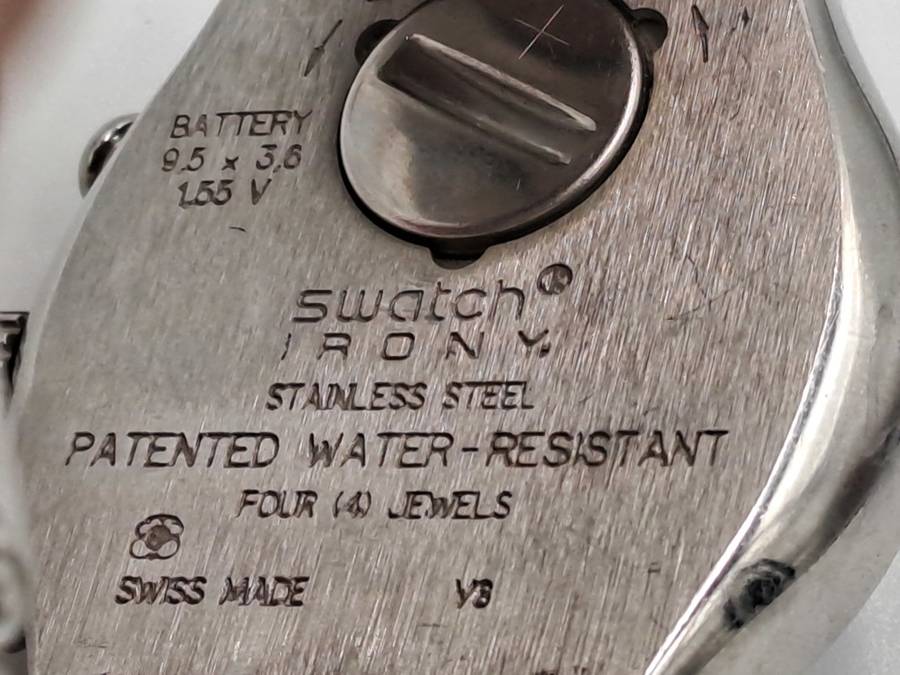 BATTERY
9,5 x 3,6
1.55 V
swatch®
IRONY
STAINLESS STEEL
PATENTED WATER-RESISTANT
FOUR (4) JEWELS
SWISS MADE V8